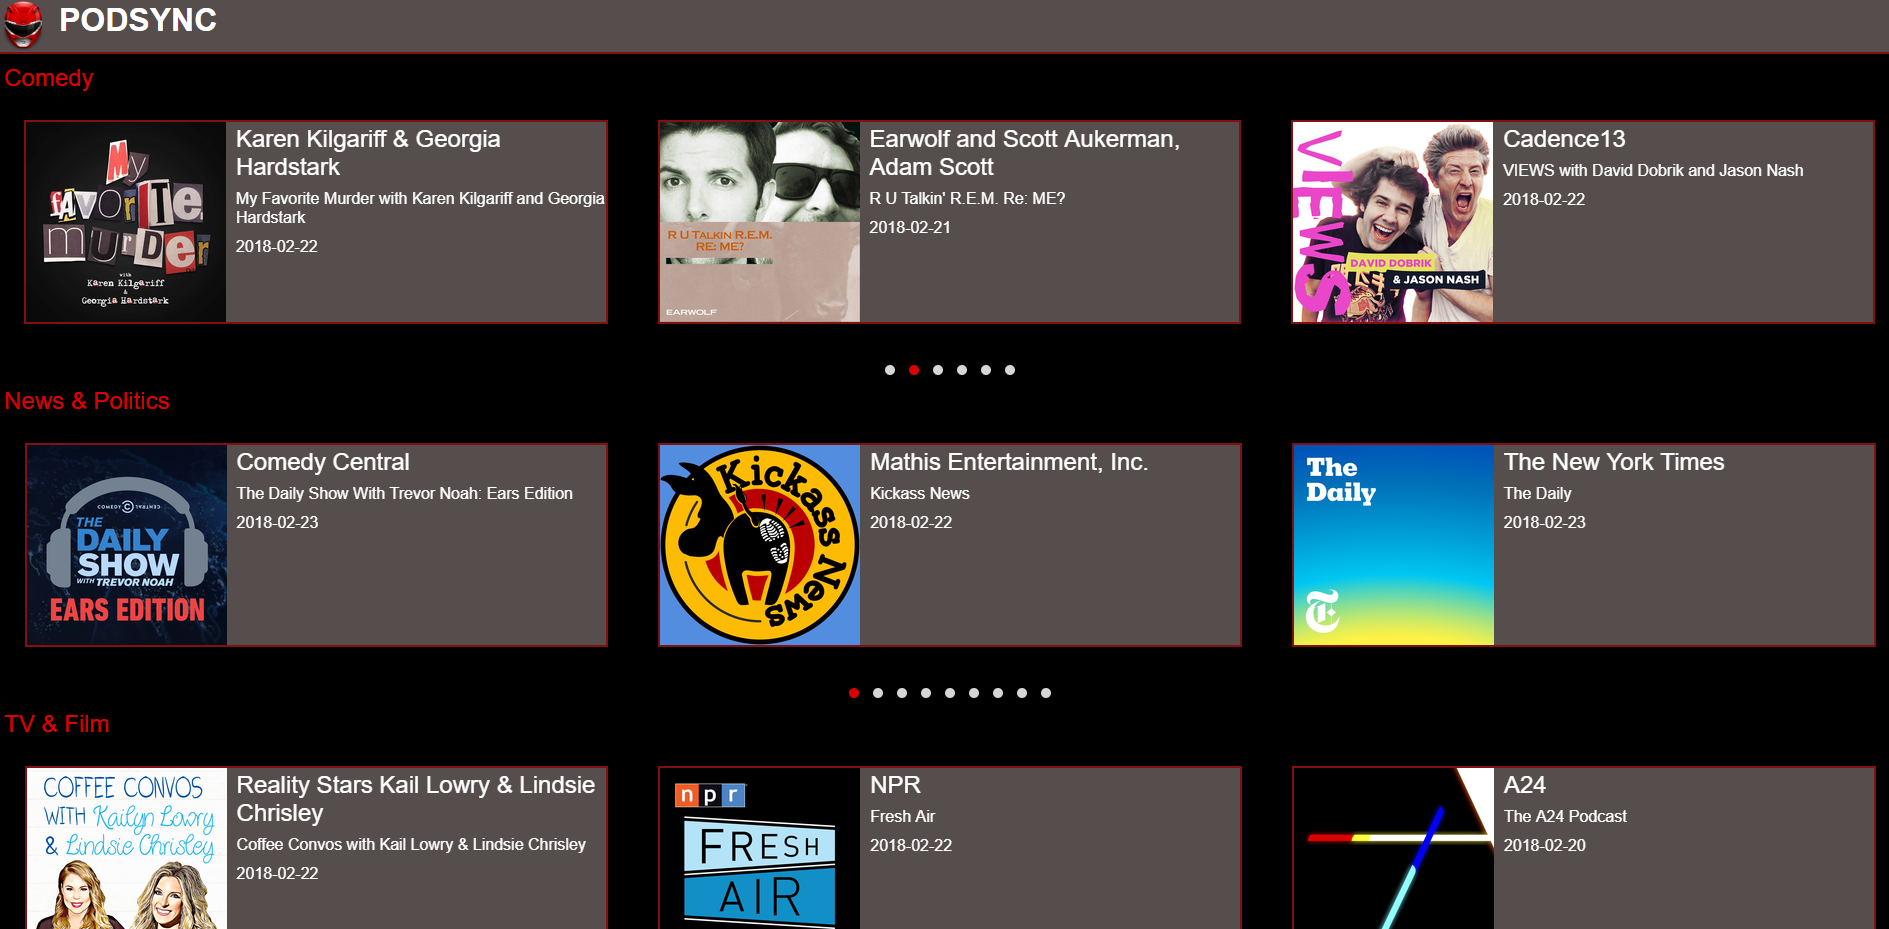 PODSYNC
Comedy
My
FAVORITE
MURDER
with
Karen Kilgariff
&
Georgia Hardstark
Karen Kilgariff & Georgia
Hardstark
My Favorite Murder with Karen Kilgariff and Georgia
Hardstark
2018-02-22
R U TALKIN R.E.M.
RE: ME?
EARWOLF
Earwolf and Scott Aukerman,
Adam Scott
R U Talkin' R.E.M. Re: ME?
2018-02-21
VIEWS
DAVID DOBRIK
& JASON NASH
Cadence13
VIEWS with David Dobrik and Jason Nash
2018-02-22
News & Politics
COMEDY CENTRAL
THE
DAILY
SHOW
WITH TREVOR NOAH
EARS EDITION
Comedy Central
The Daily Show With Trevor Noah: Ears Edition
2018-02-23
Kickass News
Mathis Entertainment, Inc.
Kickass News
2018-02-22
The
Daily
T
The New York Times
The Daily
2018-02-23
TV & Film
COFFEE CONVOS
WITH Kailyn Lowry
& Lindsie Chrisley
Reality Stars Kail Lowry & Lindsie
Chrisley
Coffee Convos with Kail Lowry & Lindsie Chrisley
2018-02-22
npr
FRESH
AIR
NPR
Fresh Air
2018-02-22
A24
The A24 Podcast
2018-02-20